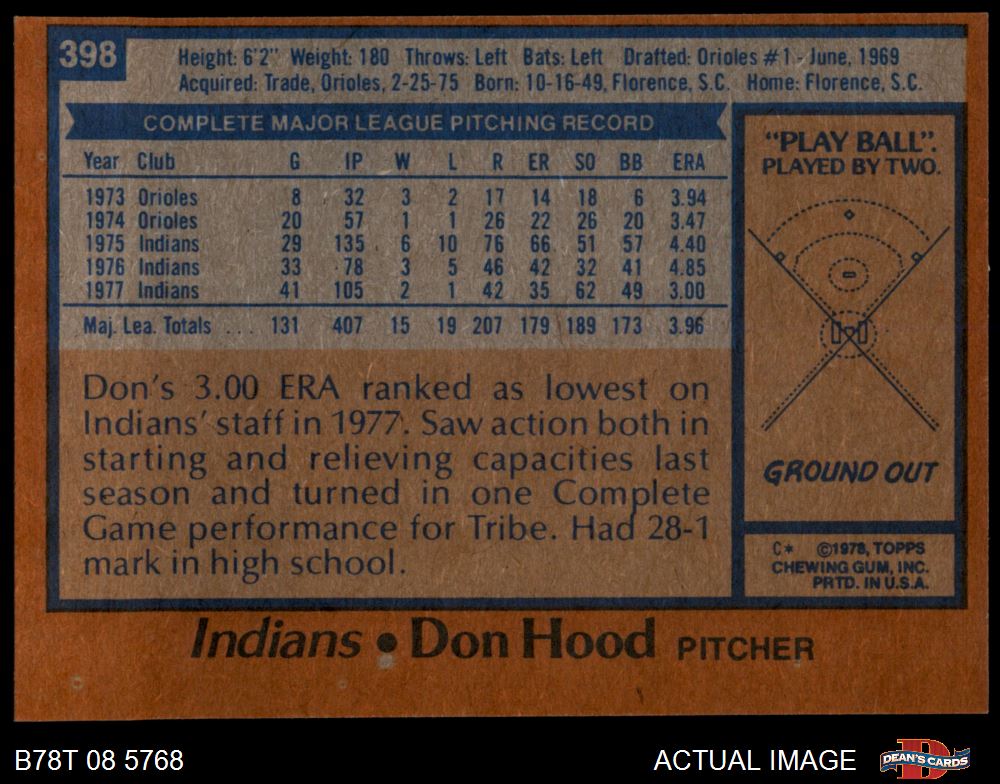 398
Height: 6'2" Weight: 180 Throws: Left Bats: Left Drafted: Orioles #1 - June, 1969
Acquired: Trade, Orioles, 2-25-75 Born: 10-16-49, Florence, S.C. Home: Florence, S.C.
COMPLETE MAJOR LEAGUE PITCHING RECORD
Year Club G IP W L R ER SO BB ERA
1973 Orioles 8 32 3 2 17 14 18 6 3.94
1974 Orioles 20 57 1 1 26 22 26 20 3.47
1975 Indians 29 135 6 10 76 66 51 57 4.40
1976 Indians 33 78 3 5 46 42 32 41 4.85
1977 Indians 41 105 2 1 42 35 62 49 3.00
Maj. Lea. Totals ... 131 407 15 19 207 179 189 173 3.96
Don's 3.00 ERA ranked as lowest on
Indians' staff in 1977. Saw action both in
starting and relieving capacities last
season and turned in one Complete
Game performance for Tribe. Had 28-1
mark in high school.
"PLAY BALL".
PLAYED BY TWO.
GROUND OUT
C* ©1978, TOPPS
CHEWING GUM, INC.
PRTD. IN U.S.A.
Indians • Don Hood PITCHER
B78T 08 5768
ACTUAL IMAGE
D
DEAN'S CARDS